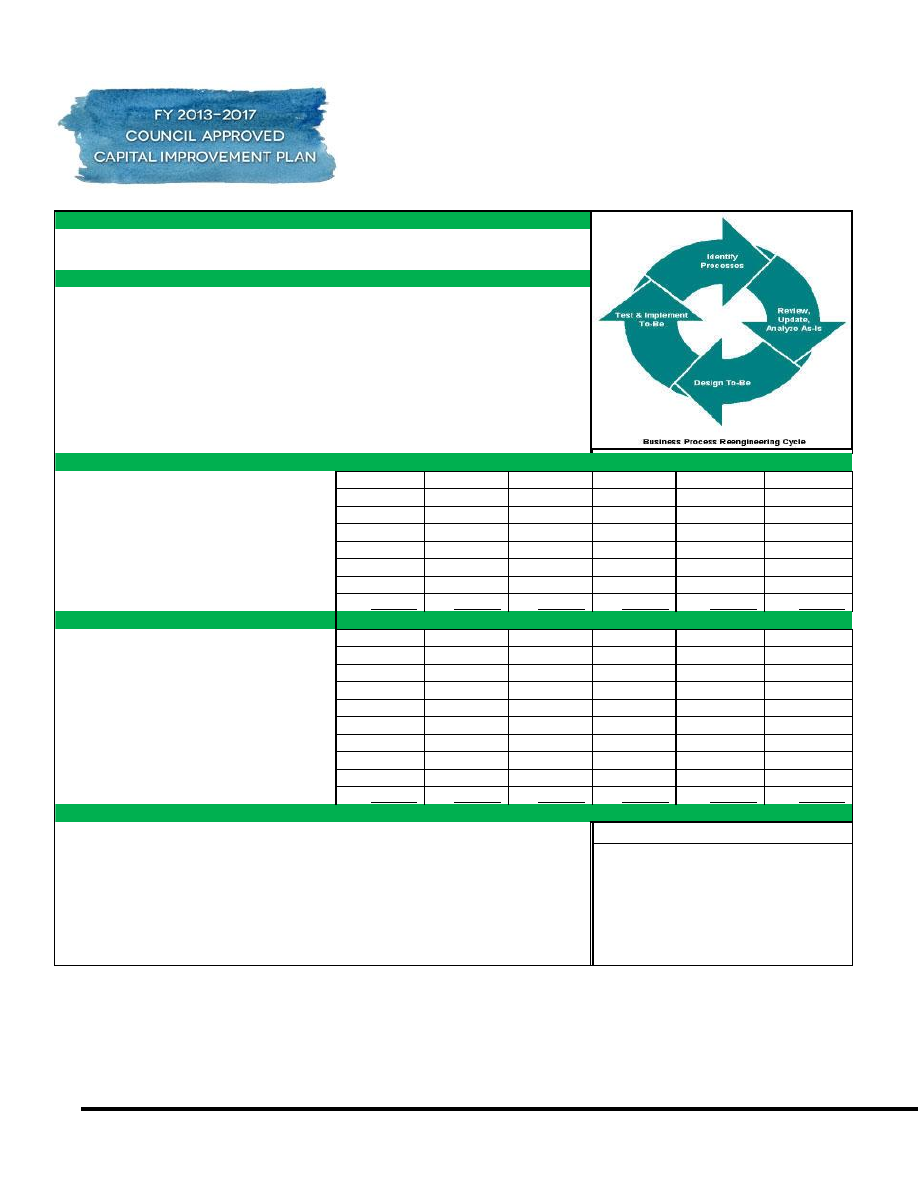 FY 2013-2017
COUNCIL APPROVED
CAPITAL IMPROVEMENT PLAN
Identify
Processes
Review,
Update,
Analyze As-Is
Test & Implement
To-Be
Design To-Be
Business Process Reengineering Cycle